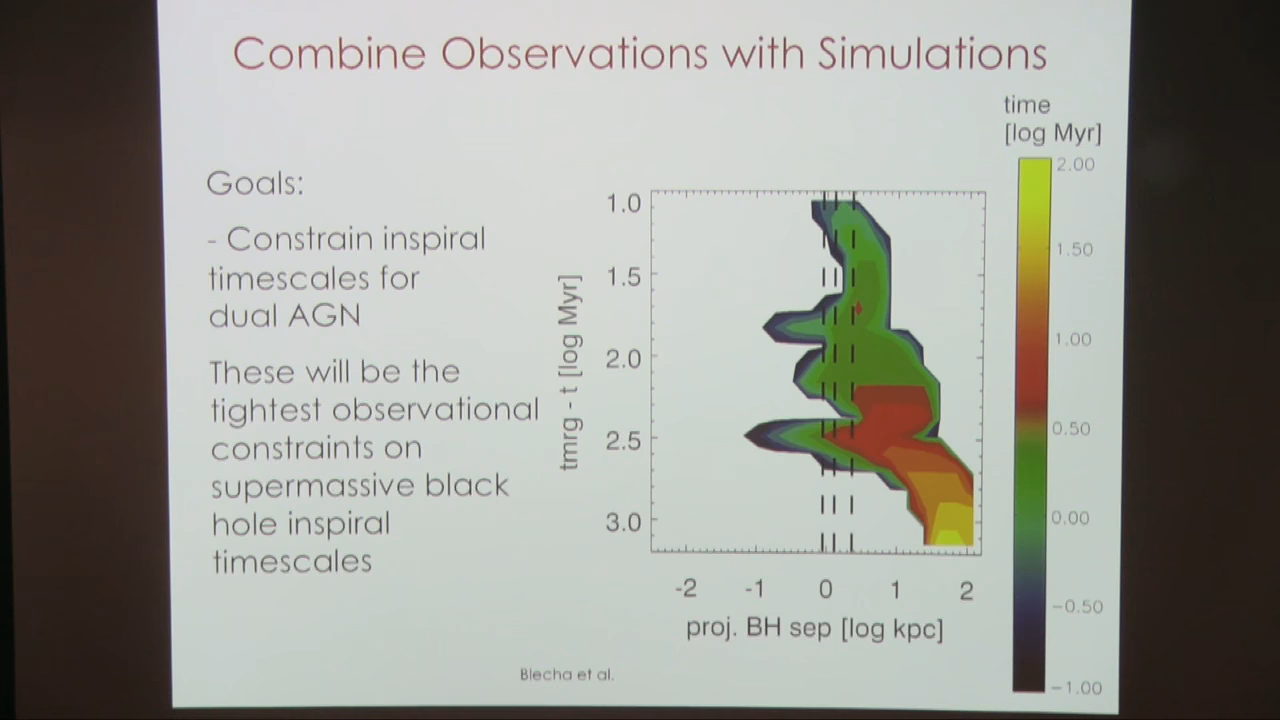 Combine Observations with Simulations
Goals:
- Constrain inspiral
timescales for
dual AGN
These will be the
tightest observational
constraints on
supermassive black
hole inspiral
timescales
tmrg - t [log Myr]
1.0
1.5
2.0
2.5
3.0
-2 -1 0 1 2
proj. BH sep [log kpc]
time
[log Myr]
2.00
1.50
1.00
0.50
0.00
-0.50
-1.00
Blecha et al.